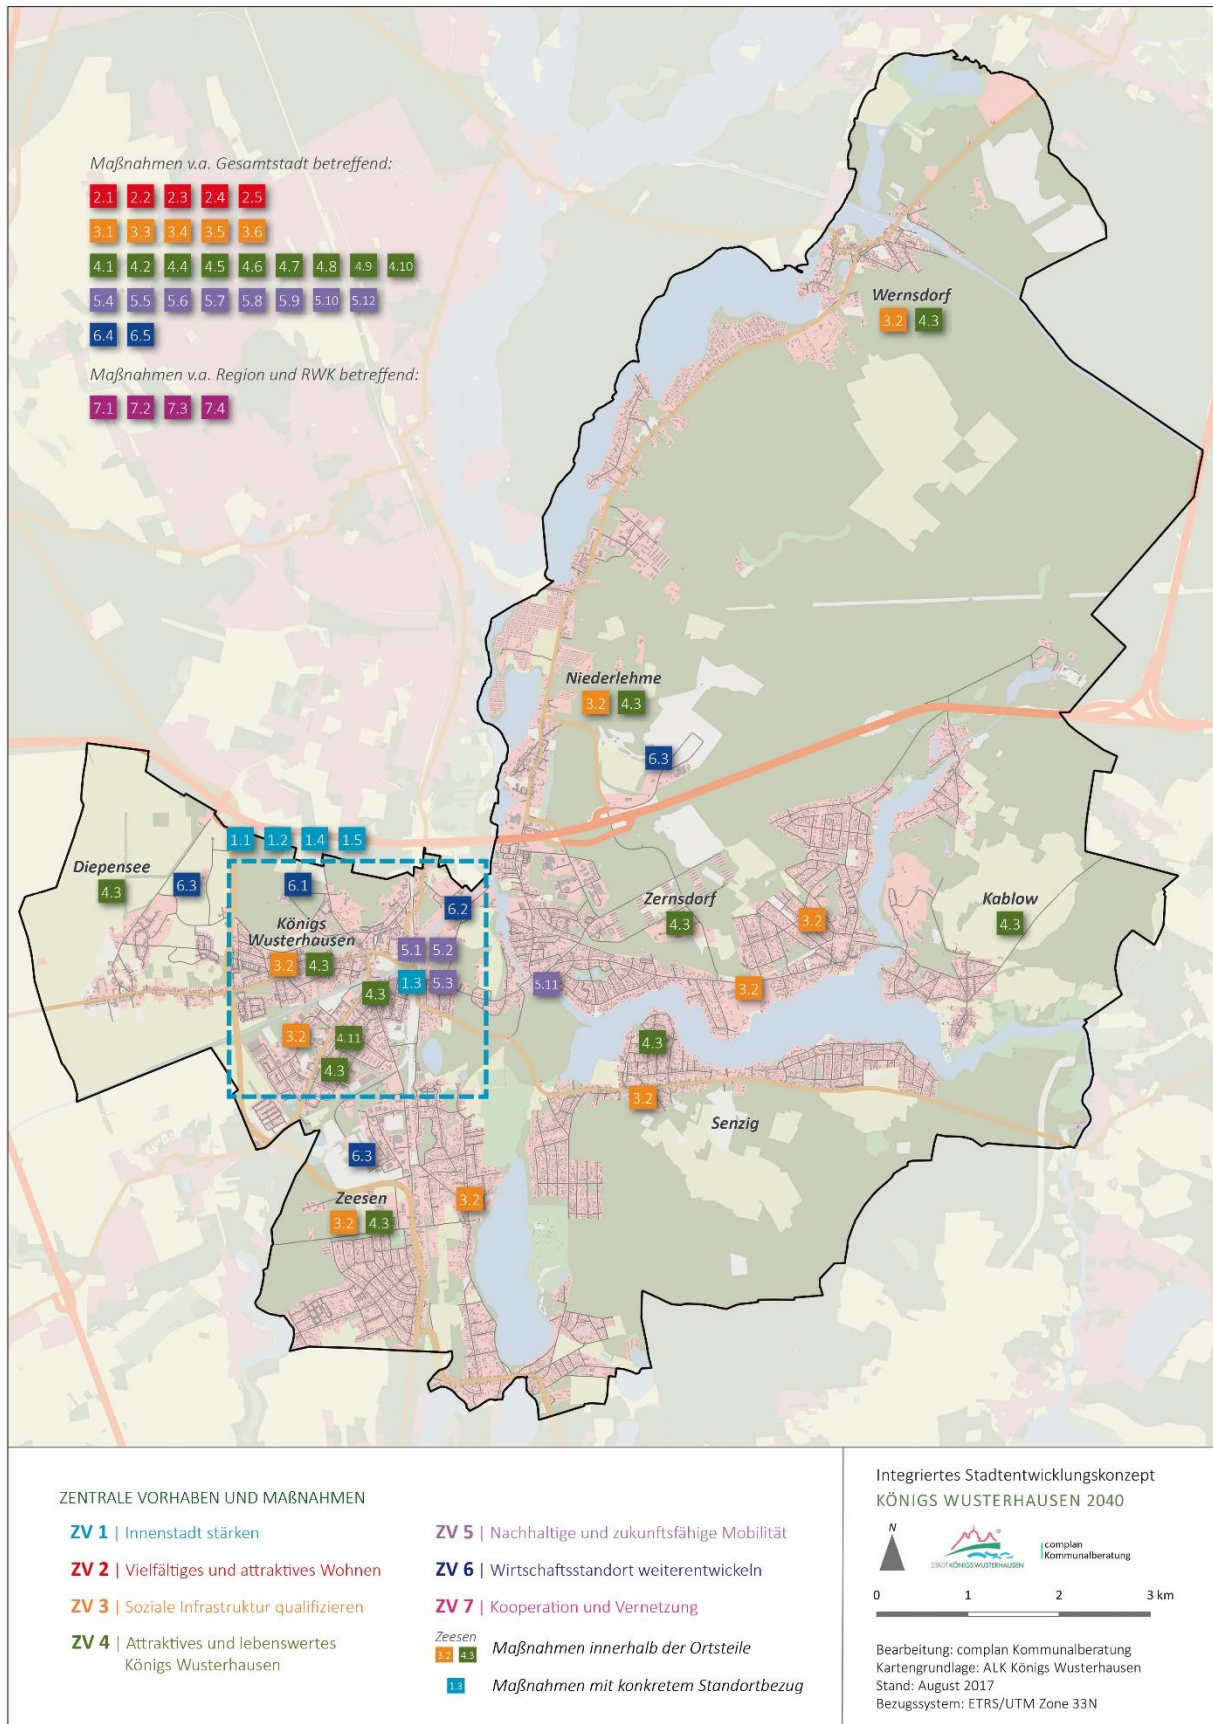 Maßnahmen v.a. Gesamtstadt betreffend:
2.1 2.2 2.3 2.4 2.5
3.1 3.3 3.4 3.5 3.6
4.1 4.2 4.4 4.5 4.6 4.7 4.8 4.9 4.10
5.4 5.5 5.6 5.7 5.8 5.9 5.10 5.12
6.4 6.5
Maßnahmen v.a. Region und RWK betreffend:
7.1 7.2 7.3 7.4
Wernsdorf
3.2 4.3
Niederlehme
3.2 4.3
6.3
1.1 1.2 1.4 1.5
Diepensee
4.3
6.3
6.1
6.2
Königs
Wusterhausen
3.2 4.3
5.1 5.2
1.3 5.3
4.3
3.2
4.11
4.3
5.11
Zernsdorf
4.3
3.2
3.2
Kablow
4.3
4.3
3.2
Senzig
6.3
Zeesen
3.2 4.3
3.2
ZENTRALE VORHABEN UND MAßNAHMEN
ZV 1 | Innenstadt stärken
ZV 2 | Vielfältiges und attraktives Wohnen
ZV 3 | Soziale Infrastruktur qualifizieren
ZV 4 | Attraktives und lebenswertes
Königs Wusterhausen
ZV 5 | Nachhaltige und zukunftsfähige Mobilität
ZV 6 | Wirtschaftsstandort weiterentwickeln
ZV 7 | Kooperation und Vernetzung
Zeesen
3.2 4.3 Maßnahmen innerhalb der Ortsteile
1.3 Maßnahmen mit konkretem Standortbezug
Integriertes Stadtentwicklungskonzept
KÖNIGS WUSTERHAUSEN 2040
N
STADT KÖNIGS WUSTERHAUSEN
complan
Kommunalberatung
0 1 2 3 km
Bearbeitung: complan Kommunalberatung
Kartengrundlage: ALK Königs Wusterhausen
Stand: August 2017
Bezugssystem: ETRS/UTM Zone 33N